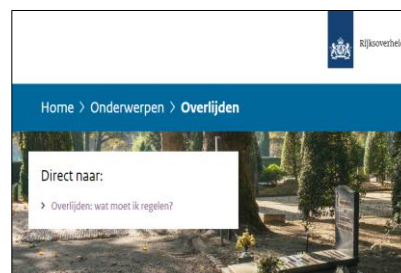 Rijksoverheid
Home > Onderwerpen > Overlijden
Direct naar:
> Overlijden: wat moet ik regelen?